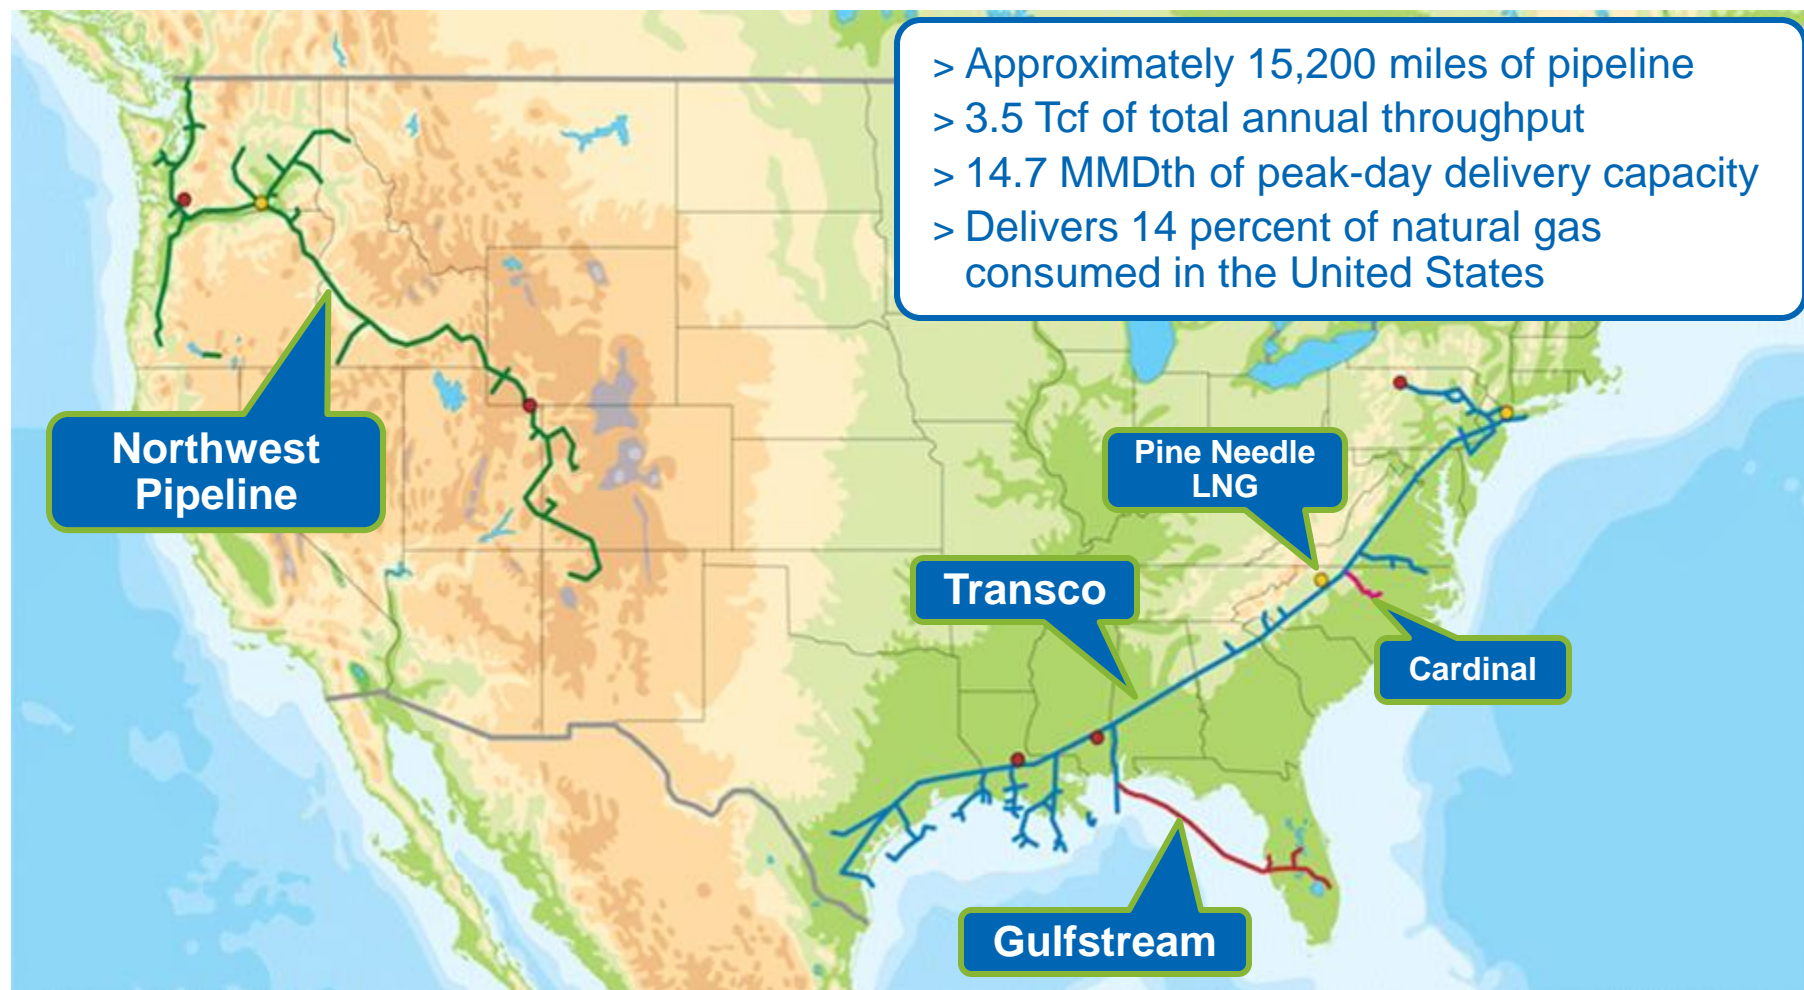 > Approximately 15,200 miles of pipeline
> 3.5 Tcf of total annual throughput
> 14.7 MMDth of peak-day delivery capacity
> Delivers 14 percent of natural gas
consumed in the United States
Northwest
Pipeline
Pine Needle
LNG
Transco
Cardinal
Gulfstream